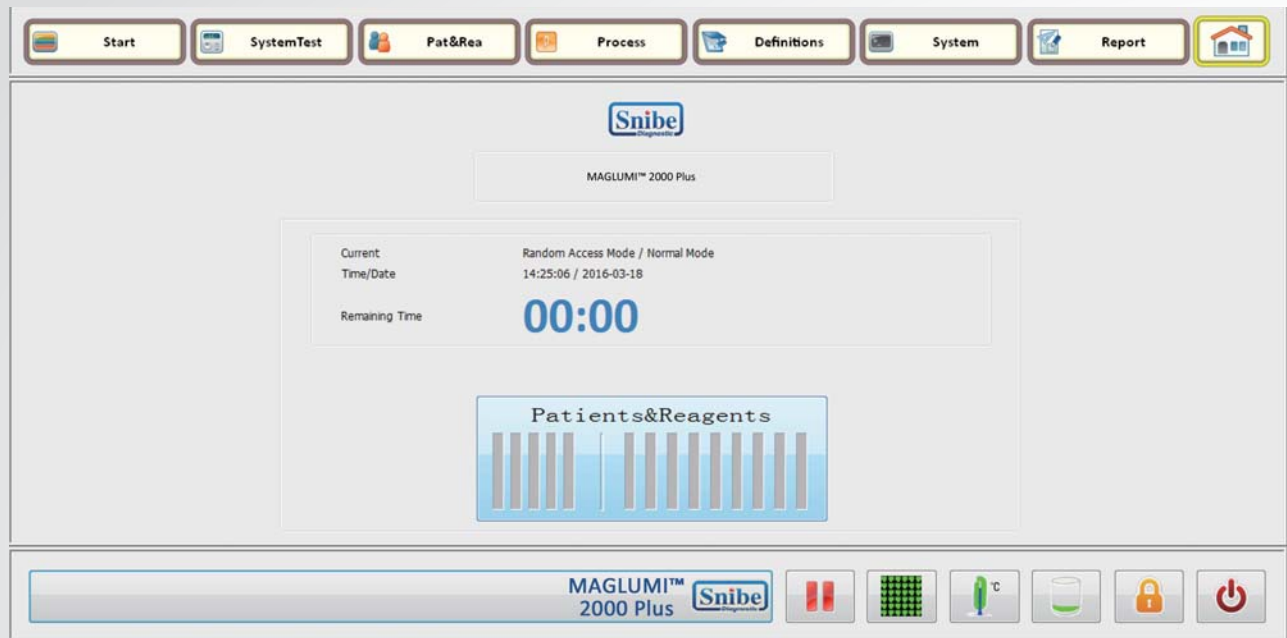 Start SystemTest Pat&Rea Process Definitions System Report
Snibe
Diagnostic
MAGLUMI™ 2000 Plus
Current Random Access Mode / Normal Mode
Time/Date 14:25:06 / 2016-03-18
Remaining Time 00:00
Patients&Reagents
MAGLUMI™
2000 Plus
Snibe
Diagnostic
°C